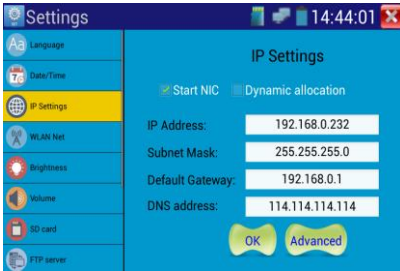 Settings
14:44:01
Aa Language
Date/Time
IP Settings
WLAN Net
Brightness
Volume
SD card
FTP server
IP Settings
Start NIC Dynamic allocation
IP Address: 192.168.0.232
Subnet Mask: 255.255.255.0
Default Gateway: 192.168.0.1
DNS address: 114.114.114.114
OK Advanced